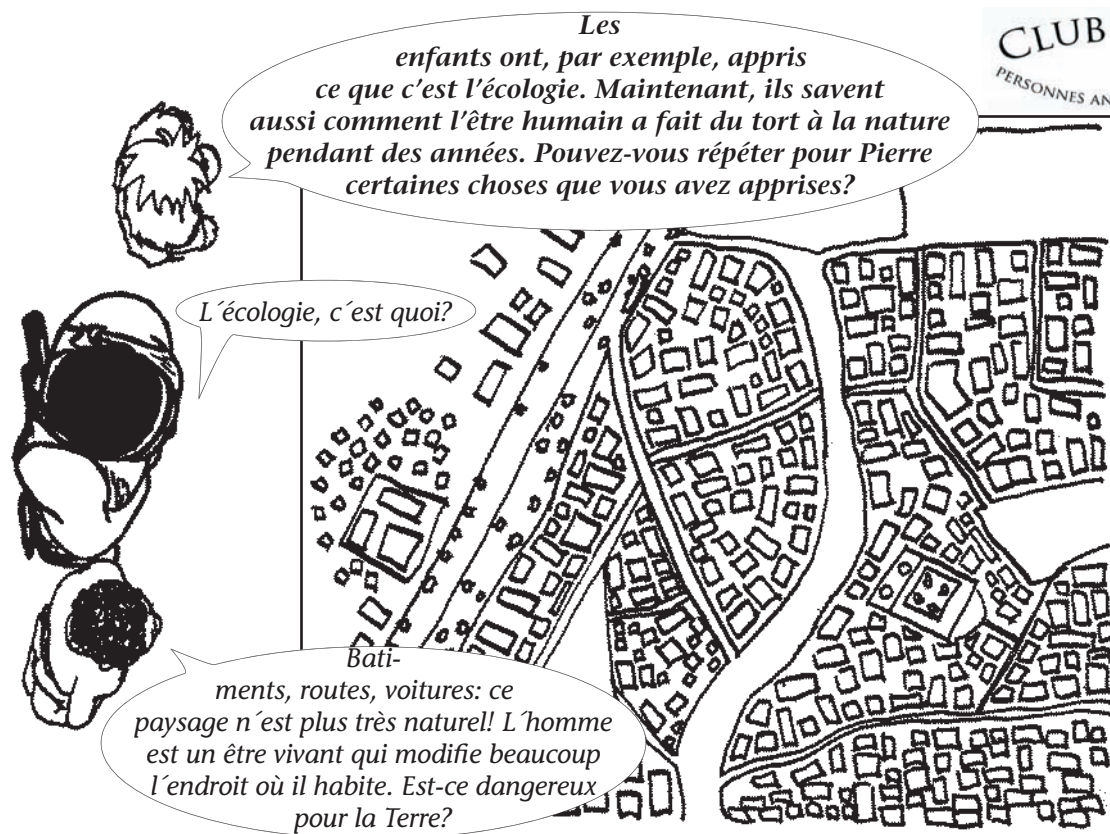 Les
enfants ont, par exemple, appris
ce que c'est l'écologie. Maintenant, ils savent
aussi comment l'être humain a fait du tort à la nature
pendant des années. Pouvez-vous répéter pour Pierre
certaines choses que vous avez apprises?
CLUB
PERSONNES AN
L´écologie, c´est quoi?
Bati-
ments, routes, voitures: ce
paysage n´est plus très naturel! L´homme
est un être vivant qui modifie beaucoup
l´endroit où il habite. Est-ce dangereux
pour la Terre?